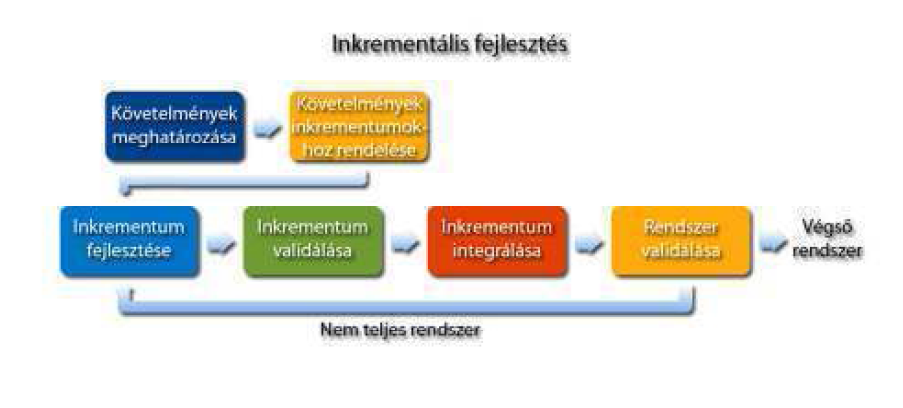 Inkrementális fejlesztés
Követelmények
meghatározása
Követelmények
inkrementumok-
hoz rendelése
Inkrementum
fejlesztése
Inkrementum
validálása
Inkrementum
integrálása
Rendszer
validálása
Végső
rendszer
Nem teljes rendszer